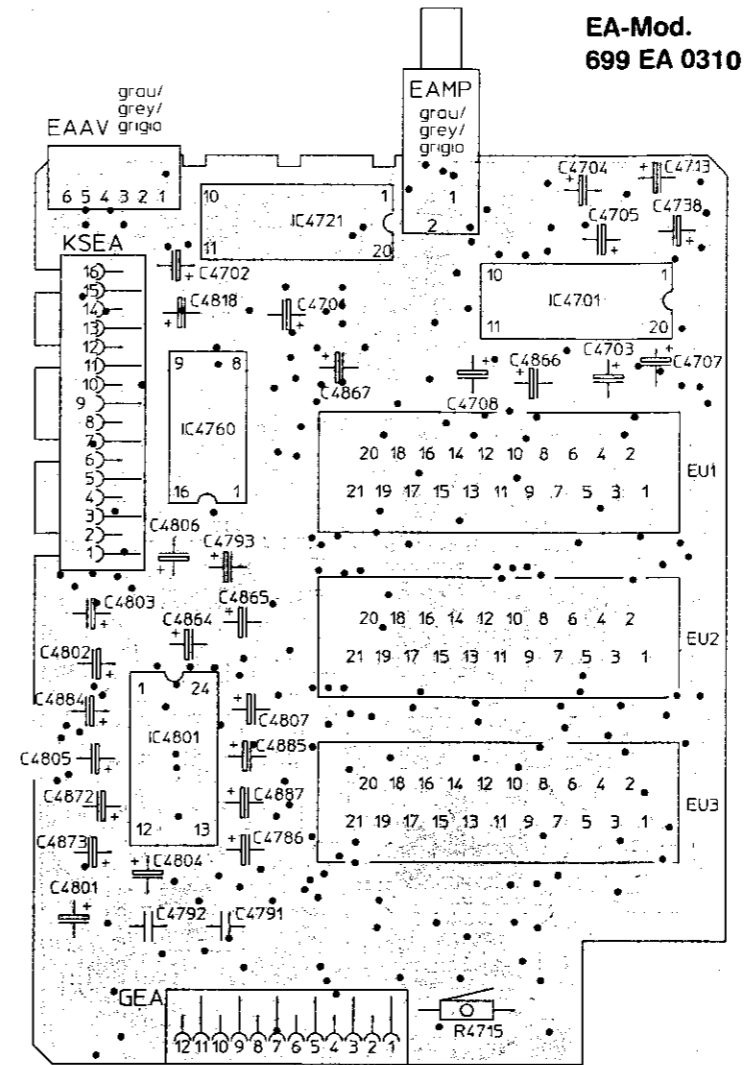 EA-Mod.
699 EA 0310
grau/
grey/
grigio
EAAV
EAMP
grau/
grey/
grigio
6 5 4 3 2 1
1
2
10 1
IC4721
11 20
C4704
C4713
C4705
C4738
KSEA
16
15
14
13
12
11
10
9
8
7
6
5
4
3
2
1
C4702
C4818
10 1
IC4701
11 20
C4867
C4708
C4866
C4703
C4707
9 8
IC4760
16 1
20 18 16 14 12 10 8 6 4 2
21 19 17 15 13 11 9 7 5 3 1
EU1
C4806
C4793
C4803
C4865
C4864
20 18 16 14 12 10 8 6 4 2
21 19 17 15 13 11 9 7 5 3 1
EU2
C4802
C4884
1 24
IC4801
12 13
C4807
C4805
C4885
C4872
C4887
C4873
C4786
20 18 16 14 12 10 8 6 4 2
21 19 17 15 13 11 9 7 5 3 1
EU3
C4804
C4801
C4792
C4791
GEA
12 11 10 9 8 7 6 5 4 3 2 1
R4715